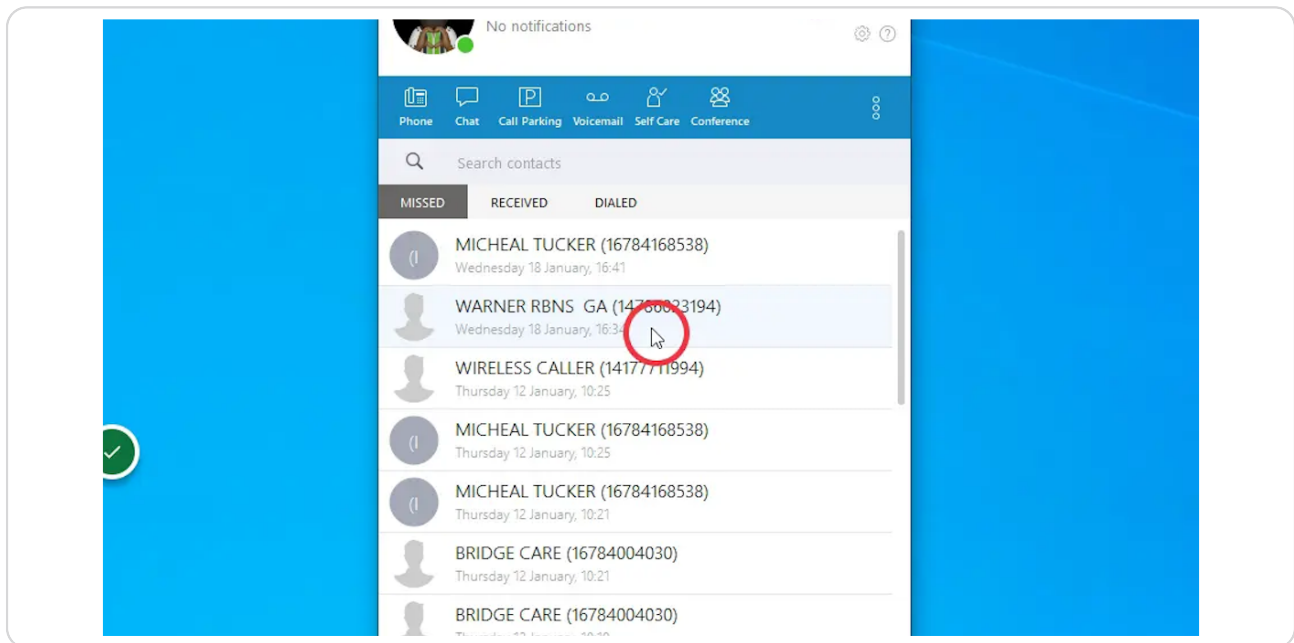 No notifications
Phone Chat Call Parking Voicemail Self Care Conference
Search contacts
MISSED RECEIVED DIALED
(I
MICHEAL TUCKER (16784168538)
Wednesday 18 January, 16:41
WARNER RBNS GA
Wednesday 18 January, 16:34
WIRELESS CALLER (14177711994)
Thursday 12 January, 10:25
(I
MICHEAL TUCKER (16784168538)
Thursday 12 January, 10:25
(I
MICHEAL TUCKER (16784168538)
Thursday 12 January, 10:21
BRIDGE CARE (16784004030)
Thursday 12 January, 10:21
BRIDGE CARE (16784004030)